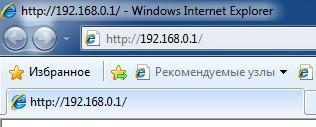 http://192.168.0.1/ - Windows Internet Explorer
http://192.168.0.1/
Избранное Рекомендуемые узлы
http://192.168.0.1/